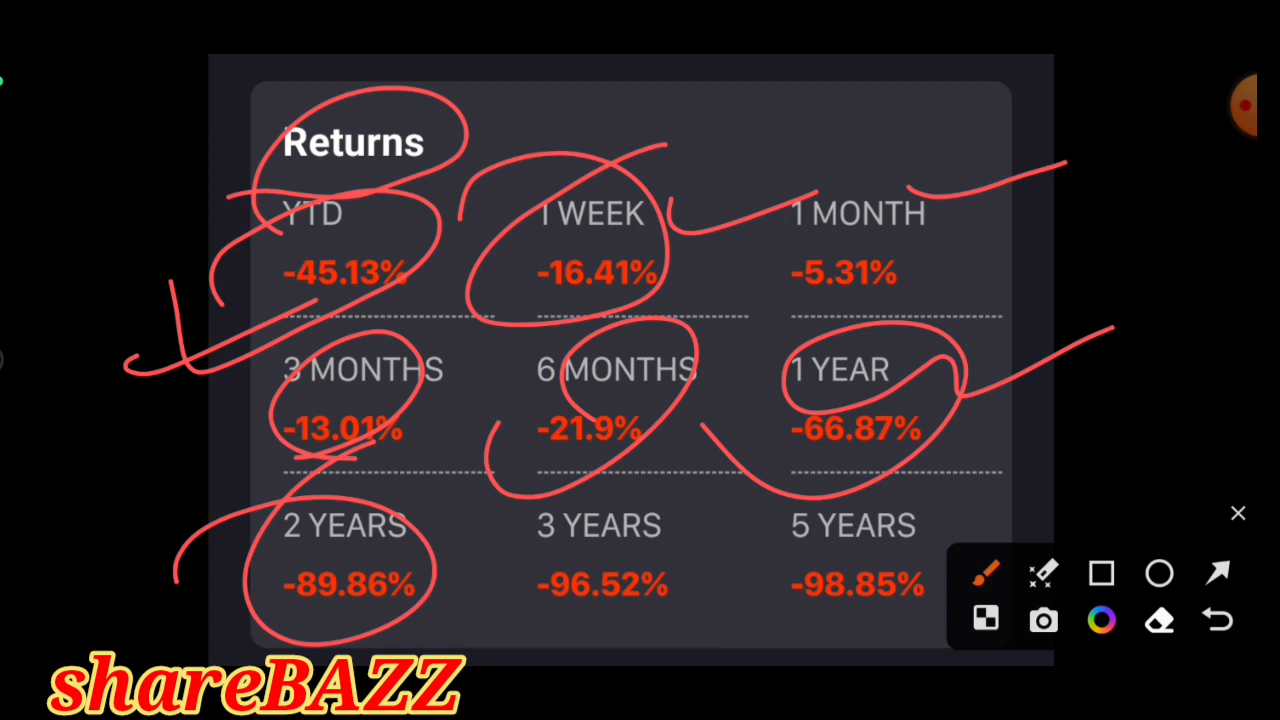 Returns
YTD 1 WEEK 1 MONTH
-45.13% -16.41% -5.31%
3 MONTHS 6 MONTHS 1 YEAR
-13.01% -21.9% -66.87%
2 YEARS 3 YEARS 5 YEARS
-89.86% -96.52% -98.85%
shareBAZZ